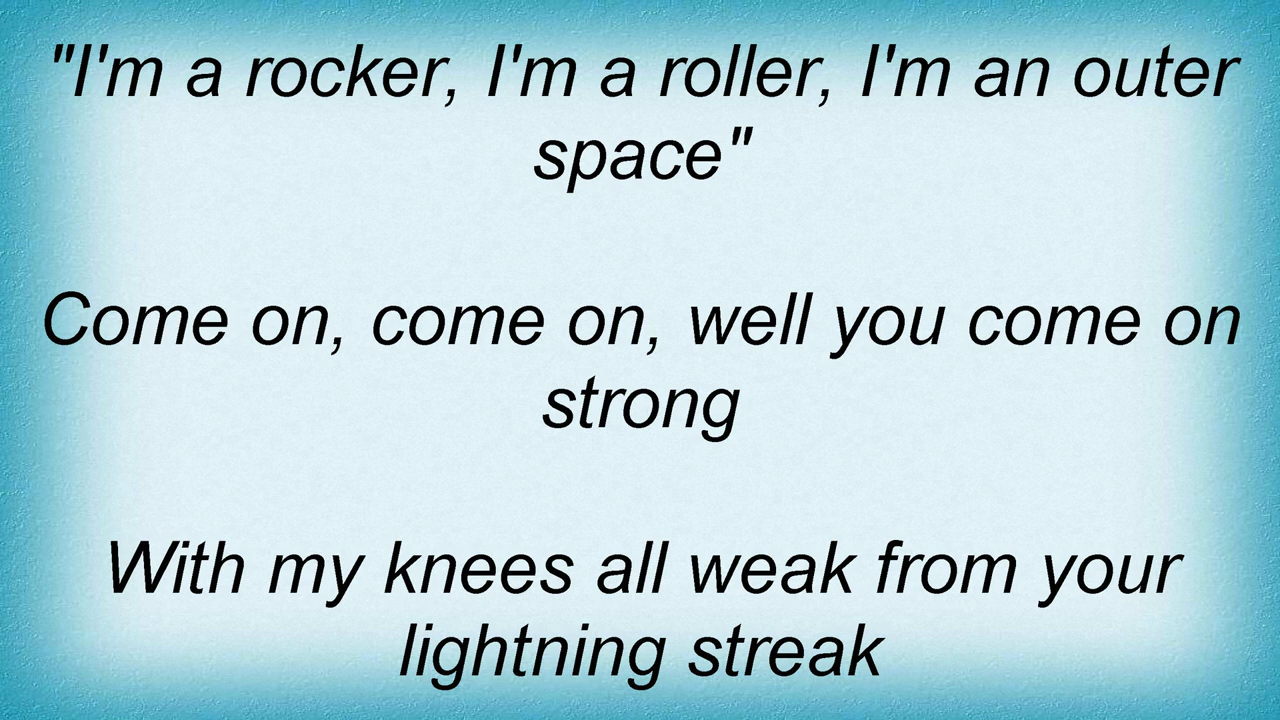 "I'm a rocker, I'm a roller, I'm an outer
space"
Come on, come on, well you come on
strong
With my knees all weak from your
lightning streak